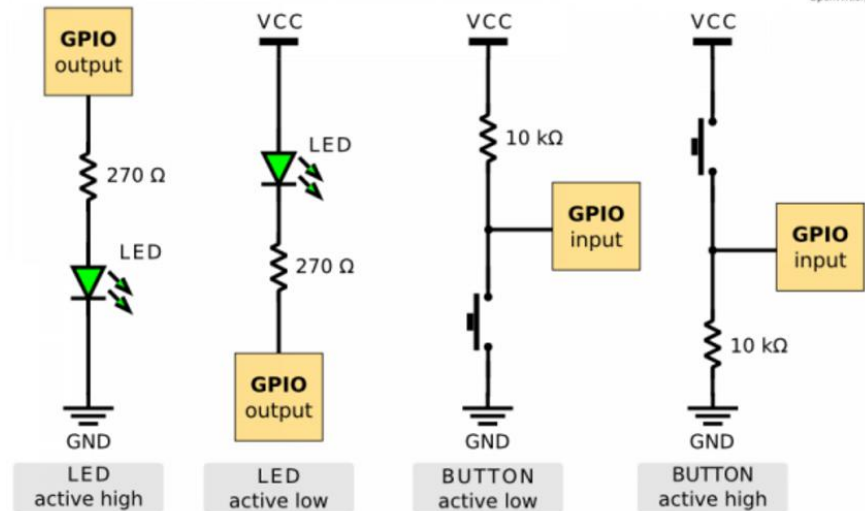 GPIO
output
270 Ω
LED
GND
LED
active high
VCC
LED
270 Ω
GPIO
output
LED
active low
VCC
10 kΩ
GPIO
input
GND
BUTTON
active low
VCC
GPIO
input
10 kΩ
GND
BUTTON
active high